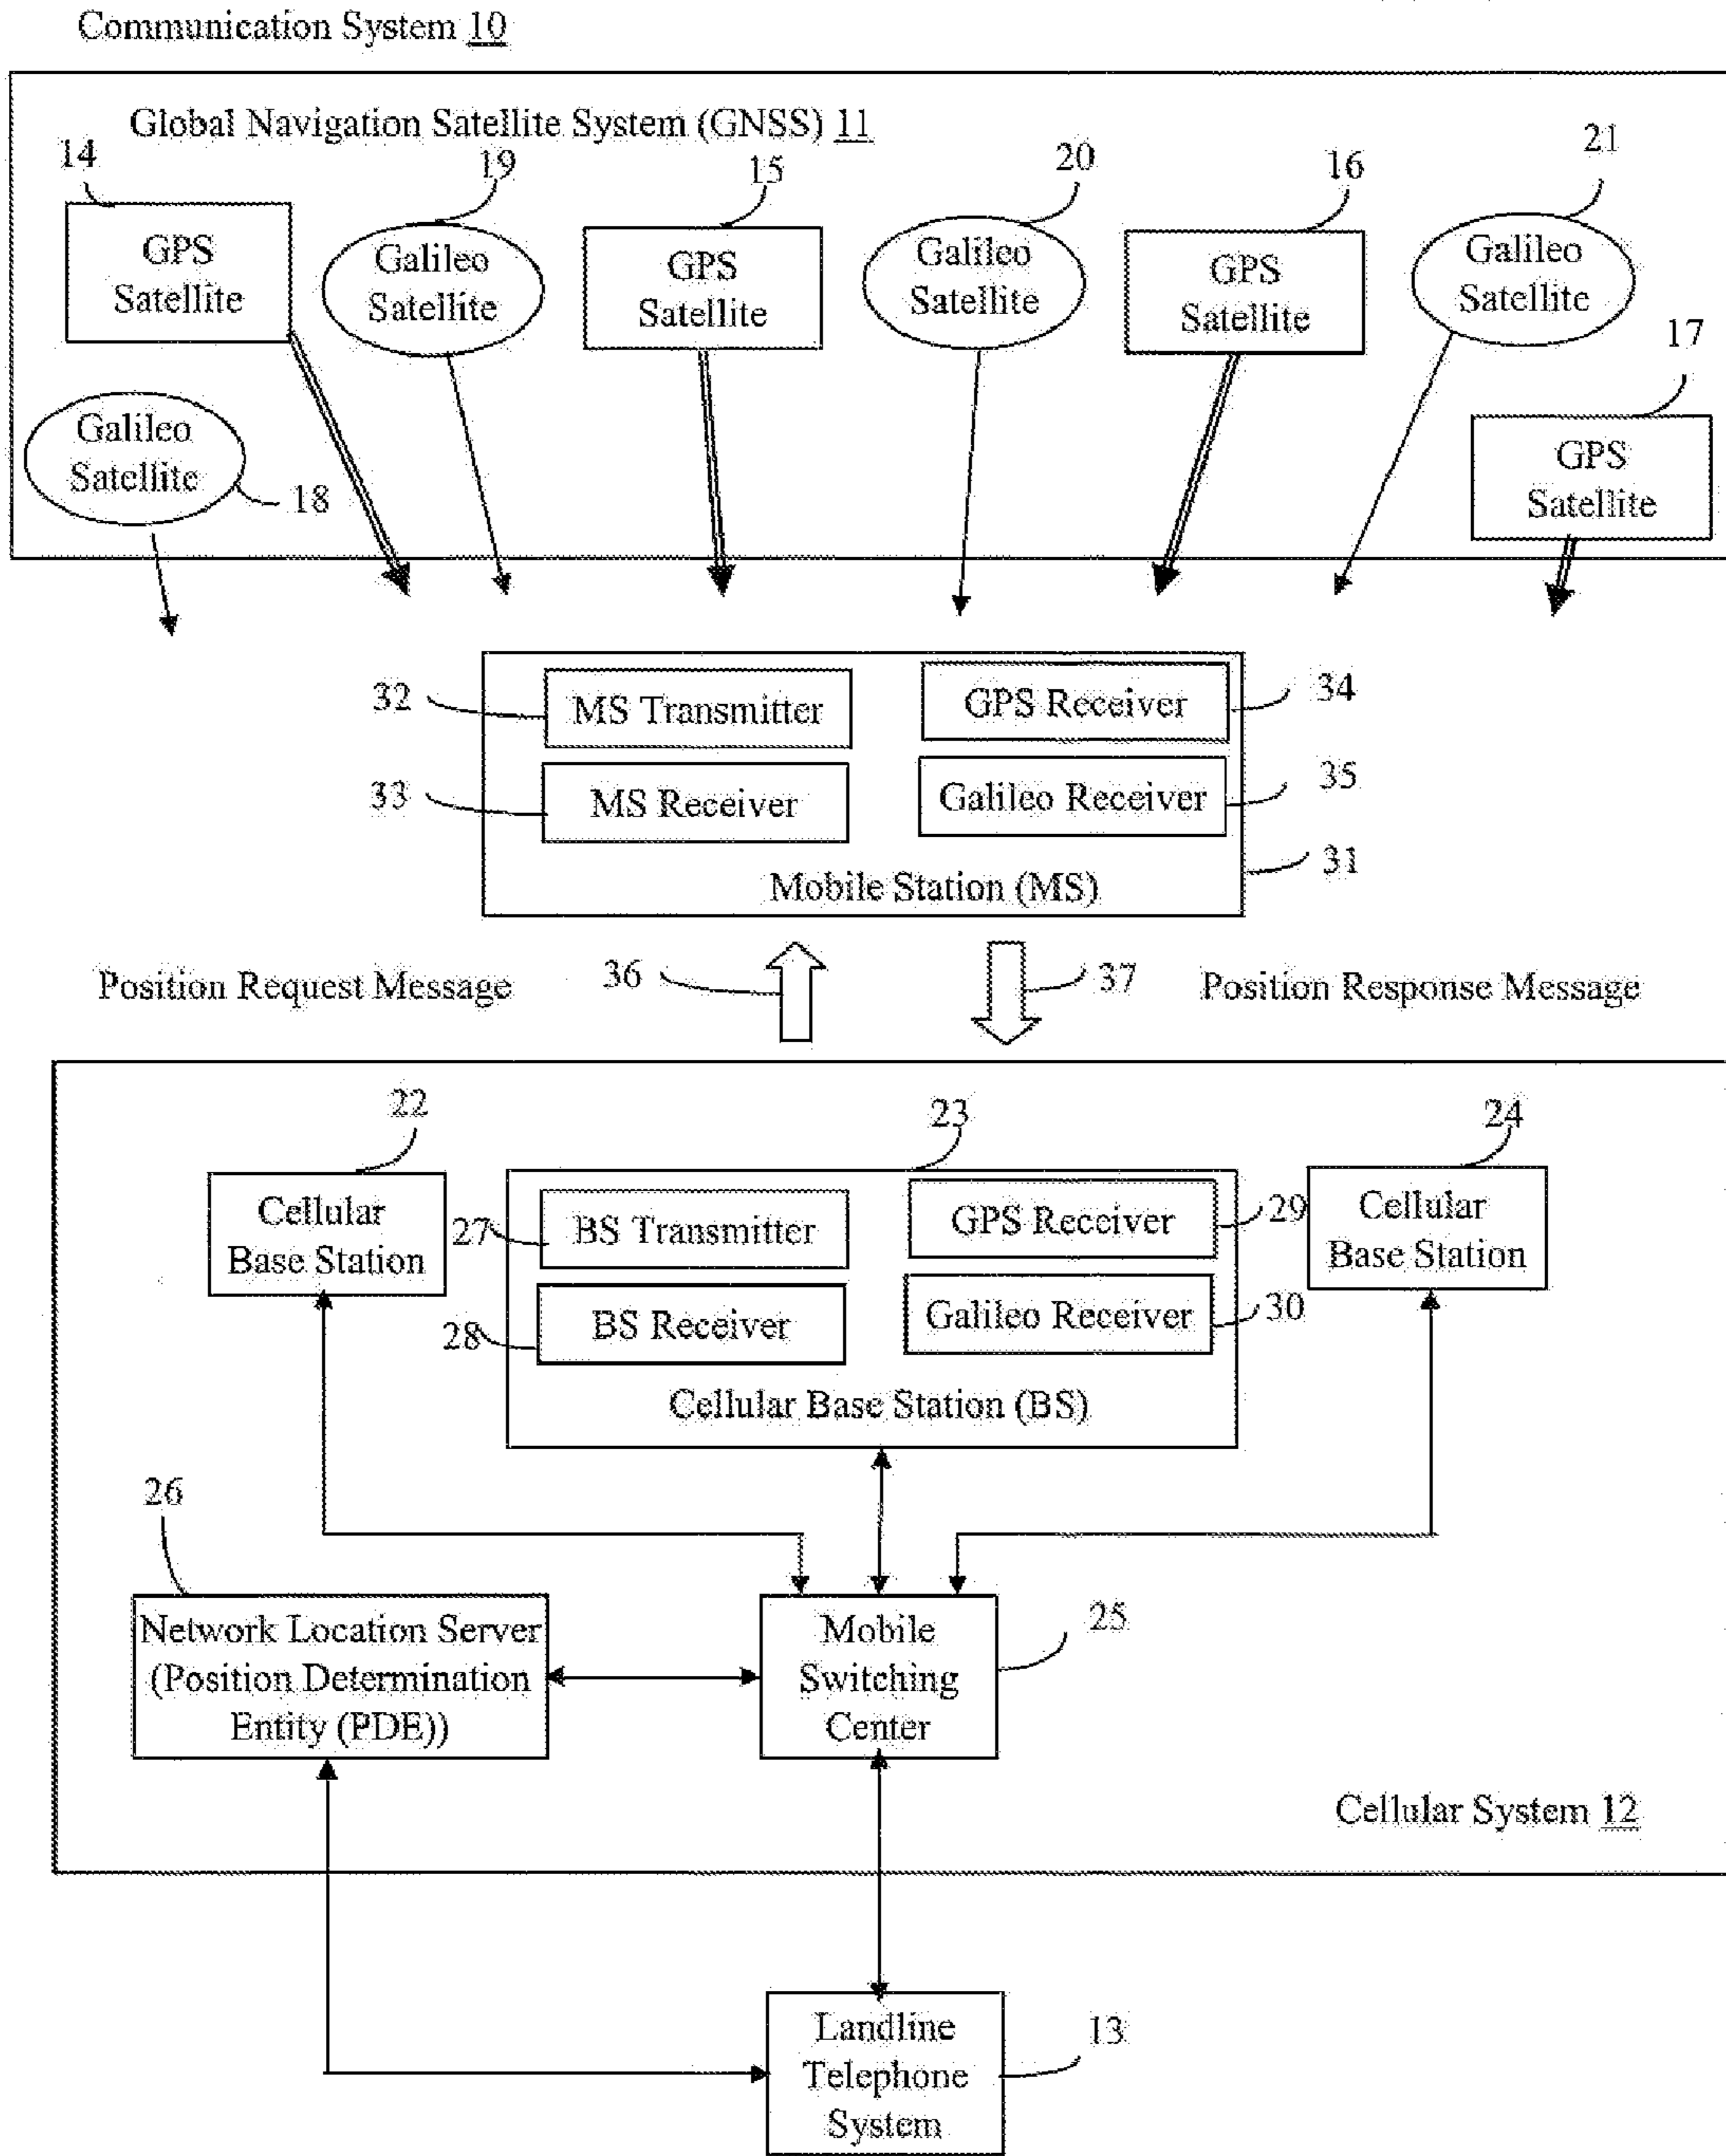 Communication System 10
Global Navigation Satellite System (GNSS) 11
14
19
15
20
16
21
GPS
Satellite
Galileo
Satellite
GPS
Satellite
Galileo
Satellite
GPS
Satellite
Galileo
Satellite
17
Galileo
Satellite
18
GPS
Satellite
32
MS Transmitter
GPS Receiver
34
33
MS Receiver
Galileo Receiver
35
Mobile Station (MS)
31
Position Request Message
36
37
Position Response Message
22
23
24
Cellular
Base Station
27
BS Transmitter
GPS Receiver
29
Cellular
Base Station
28
BS Receiver
Galileo Receiver
30
Cellular Base Station (BS)
26
Network Location Server
(Position Determination
Entity (PDE))
Mobile
Switching
Center
25
Cellular System 12
Landline
Telephone
System
13